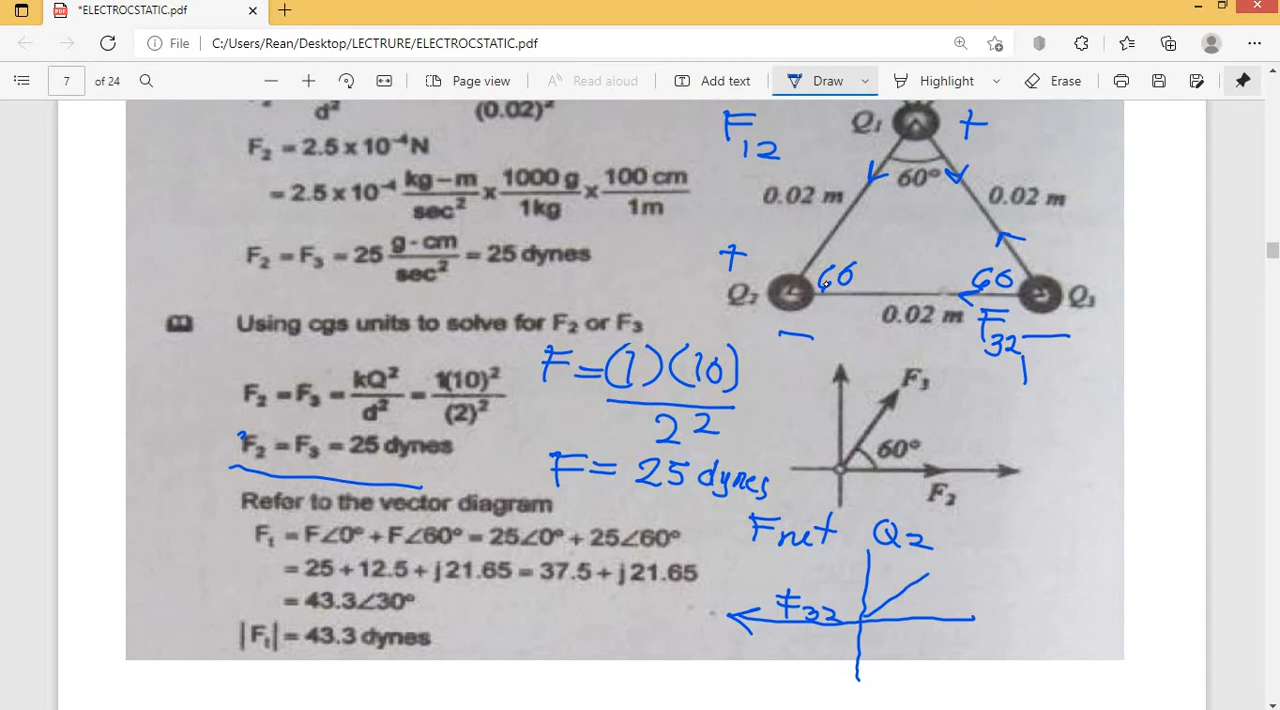 *ELECTROCSTATIC.pdf
File C:/Users/Rean/Desktop/LECTRURE/ELECTROCSTATIC.pdf
7 of 24 Page view Read aloud Add text Draw Highlight Erase
d² (0.02)²
F₂ = 2.5 x 10⁻⁴ N
= 2.5 x 10⁻⁴ kg-m/sec² x 1000 g/1kg x 100 cm/1m
F₂ = F₃ = 25 g-cm/sec² = 25 dynes
Using cgs units to solve for F₂ or F₃
F₂ = F₃ = kQ²/d² = 1(10)²/(2)²
F₂ = F₃ = 25 dynes
Refer to the vector diagram
F₁ = F∠0° + F∠60° = 25∠0° + 25∠60°
= 25 + 12.5 + j21.65 = 37.5 + j21.65
= 43.3∠30°
|F₁| = 43.3 dynes
F12 Q₁ +
60°
0.02 m 0.02 m
+
Q₂ 60 60 Q₃
0.02 m F32
− −
F = (1)(10)/2²
F = 25 dynes
F₃
60°
F₂
Fnet Q2
F32